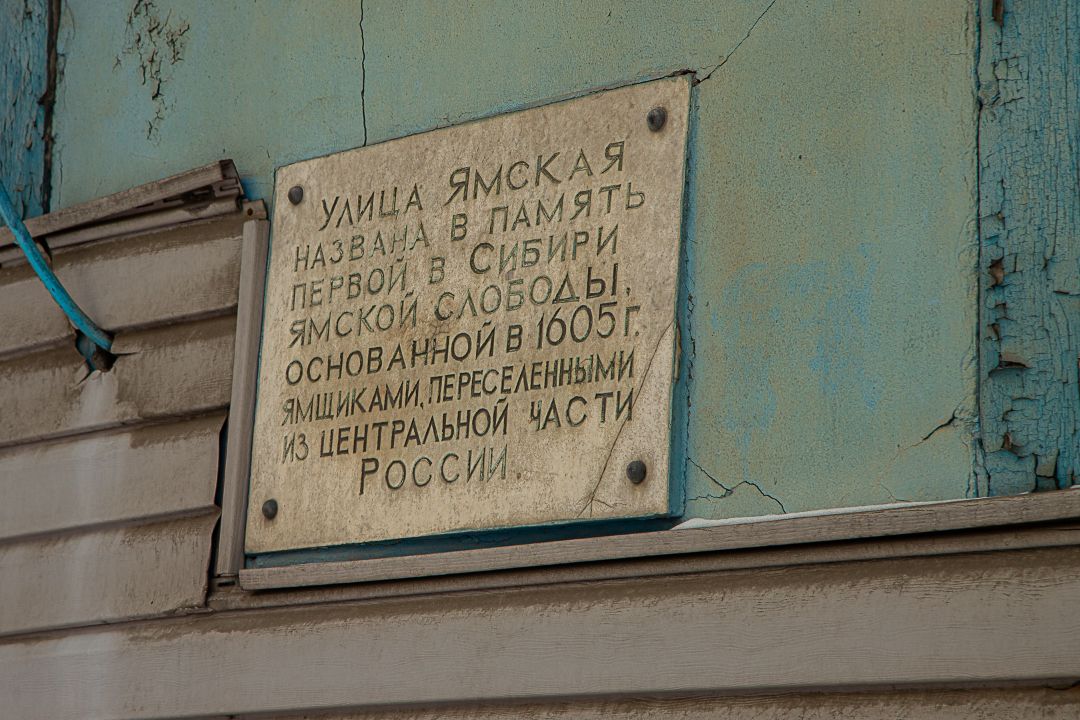 УЛИЦА ЯМСКАЯ
НАЗВАНА В ПАМЯТЬ
ПЕРВОЙ В СИБИРИ
ЯМСКОЙ СЛОБОДЫ,
ОСНОВАННОЙ В 1605 г.
ЯМЩИКАМИ, ПЕРЕСЕЛЕННЫМИ
ИЗ ЦЕНТРАЛЬНОЙ ЧАСТИ
РОССИИ.